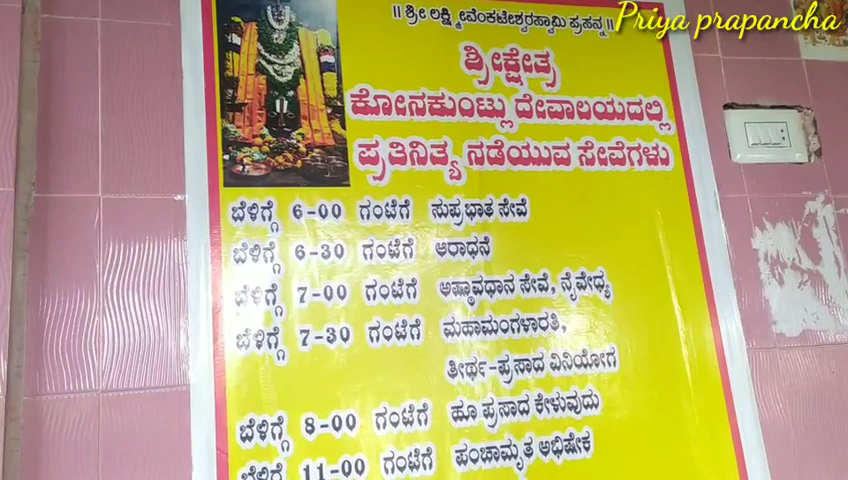 Priya prapancha
॥ ಶ್ರೀ ಲಕ್ಷ್ಮೀವೆಂಕಟೇಶ್ವರಸ್ವಾಮಿ ಪ್ರಸನ್ನ ॥
ಶ್ರೀಕ್ಷೇತ್ರ
ಕೋನಕುಂಟ್ಲು ದೇವಾಲಯದಲ್ಲಿ
ಪ್ರತಿನಿತ್ಯ ನಡೆಯುವ ಸೇವೆಗಳು
ಬೆಳಿಗ್ಗೆ 6-00 ಗಂಟೆಗೆ ಸುಪ್ರಭಾತ ಸೇವೆ
ಬೆಳಿಗ್ಗೆ 6-30 ಗಂಟೆಗೆ ಆರಾಧನೆ
ಬೆಳಿಗ್ಗೆ 7-00 ಗಂಟೆಗೆ ಅಷ್ಠಾವಧಾನ ಸೇವೆ, ನೈವೇಧ್ಯ
ಬೆಳಿಗ್ಗೆ 7-30 ಗಂಟೆಗೆ ಮಹಾಮಂಗಳಾರತಿ,
ತೀರ್ಥ-ಪ್ರಸಾದ ವಿನಿಯೋಗ
ಬೆಳಿಗ್ಗೆ 8-00 ಗಂಟೆಗೆ ಹೂ ಪ್ರಸಾದ ಕೇಳುವುದು
ಬೆಳಿಗ್ಗೆ 11-00 ಗಂಟೆಗೆ ಪಂಚಾಮೃತ ಅಭಿಷೇಕ